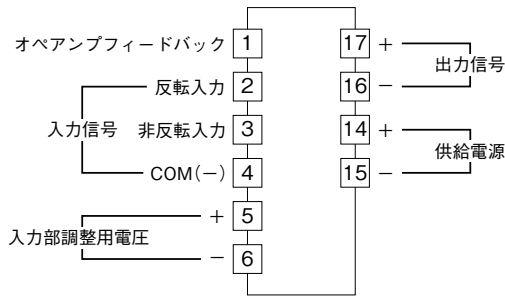 オペアンプフィードバック 1
反転入力 2
入力信号
非反転入力 3
COM(−) 4
+ 5
入力部調整用電圧
− 6
17 +
出力信号
16 −
14 +
供給電源
15 −